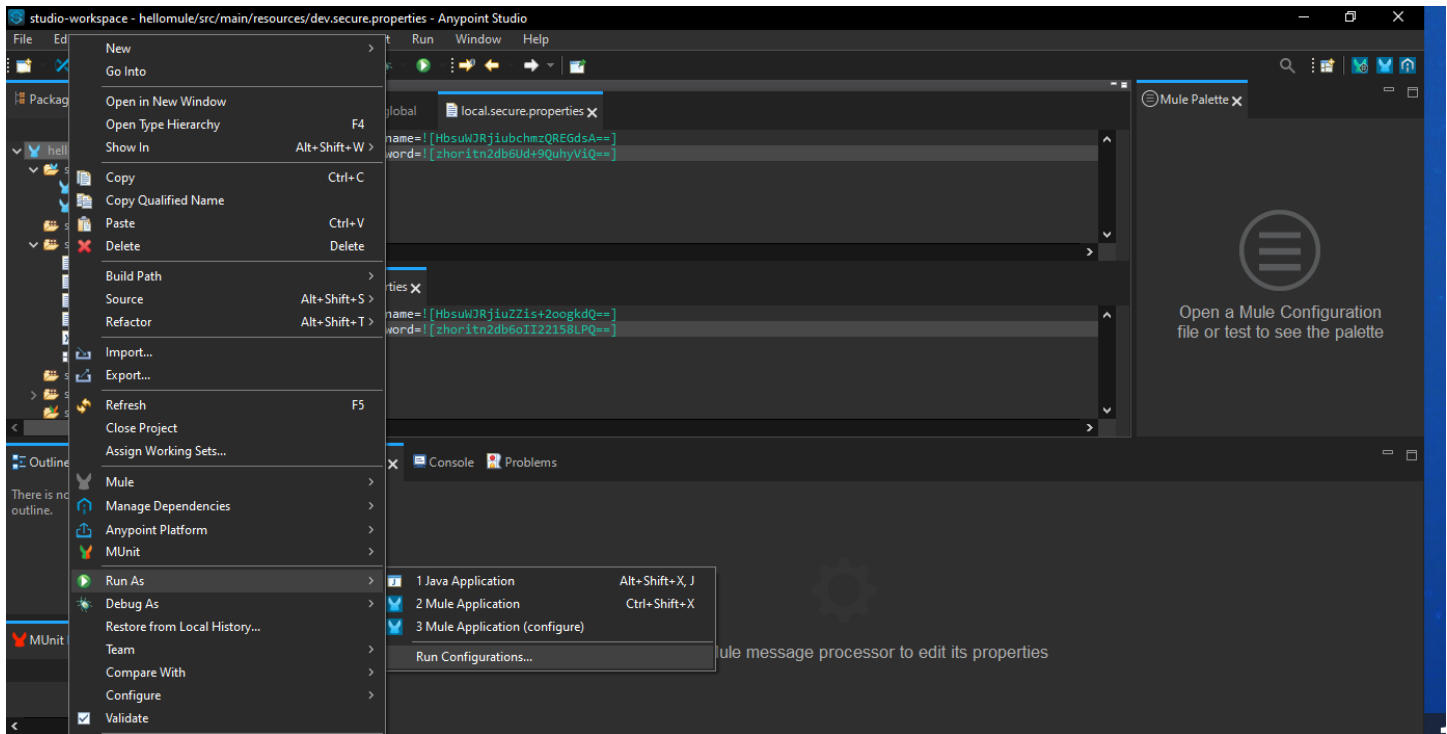 studio-workspace - hellomule/src/main/resources/dev.secure.properties - Anypoint Studio
File Ed t Run Window Help
Packag
global
local.secure.properties
Mule Palette
name=![HbsuWJRjiubchmzQREGdsA==]
word=![zhoritn2db6Ud+9QuhyViQ==]
hell
s
s
s
rties
name=![HbsuWJRjiuZZis+2oogkdQ==]
word=![zhoritn2db6oII22158LPQ==]
Open a Mule Configuration
file or test to see the palette
s
s
s
Outline
Console
Problems
There is no
outline.
MUnit
New
Go Into
Open in New Window
Open Type Hierarchy F4
Show In Alt+Shift+W
Copy Ctrl+C
Copy Qualified Name
Paste Ctrl+V
Delete Delete
Build Path
Source Alt+Shift+S
Refactor Alt+Shift+T
Import...
Export...
Refresh F5
Close Project
Assign Working Sets...
Mule
Manage Dependencies
Anypoint Platform
MUnit
Run As
Debug As
Restore from Local History...
Team
Compare With
Configure
Validate
1 Java Application Alt+Shift+X, J
2 Mule Application Ctrl+Shift+X
3 Mule Application (configure)
Run Configurations...
ule message processor to edit its properties